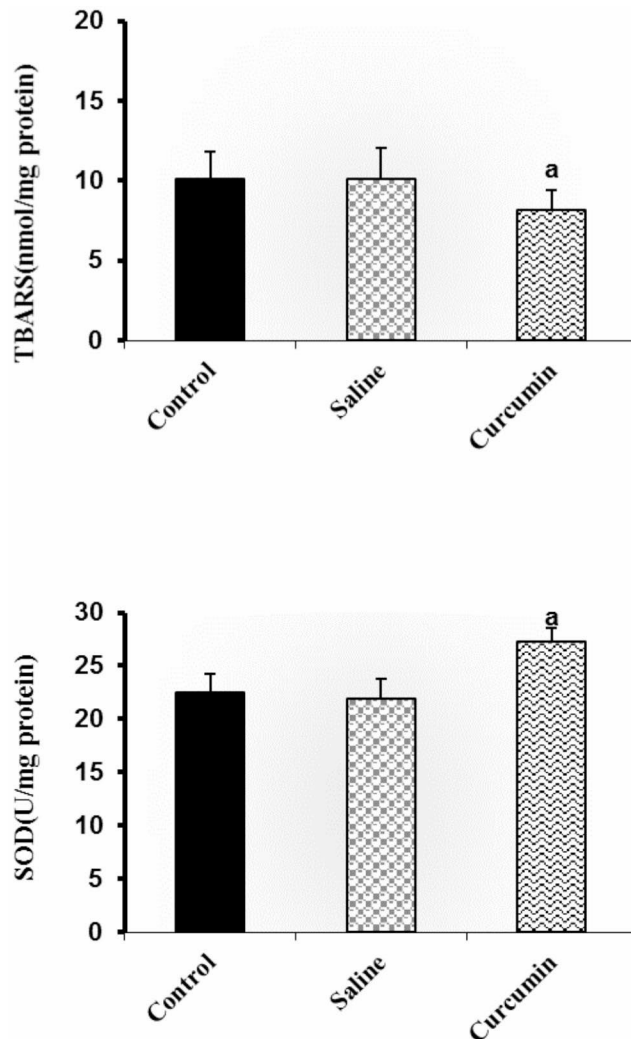 20
15
10
5
0
TBARS(nmol/mg protein)
a
Control
Saline
Curcumin
30
25
20
15
10
5
0
SOD(U/mg protein)
a
Control
Saline
Curcumin